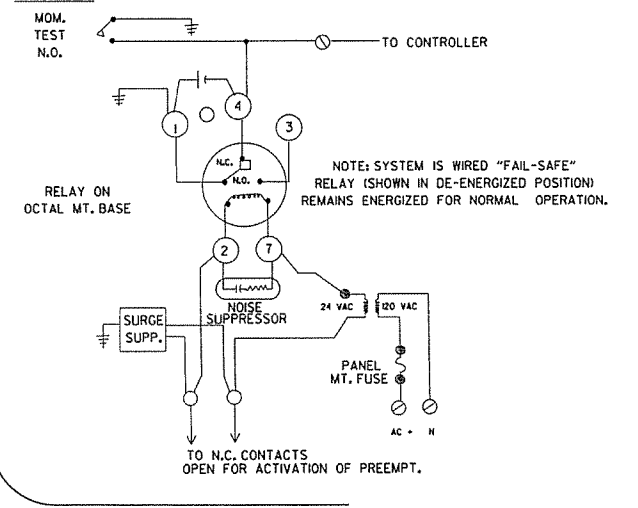 MOM.
TEST
N.O.
TO CONTROLLER
1
4
3
N.C.
N.O.
RELAY ON
OCTAL MT. BASE
NOTE: SYSTEM IS WIRED "FAIL-SAFE"
RELAY (SHOWN IN DE-ENERGIZED POSITION)
REMAINS ENERGIZED FOR NORMAL OPERATION.
2
7
NOISE
SUPPRESSOR
24 VAC
120 VAC
SURGE
SUPP.
PANEL
MT. FUSE
AC +
N
TO N.C. CONTACTS
OPEN FOR ACTIVATION OF PREEMPT.